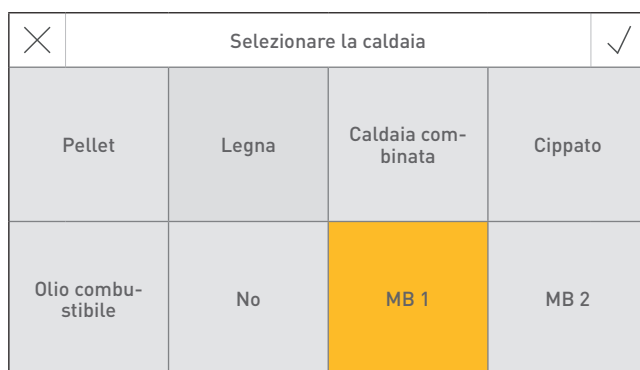 Selezionare la caldaia
Pellet
Legna
Caldaia com-
binata
Cippato
Olio combu-
stibile
No
MB 1
MB 2